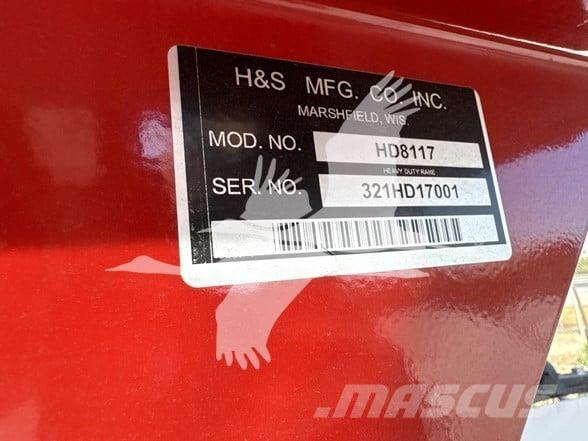 H&S MFG. CO. INC.
MARSHFIELD, WIS.
MOD. NO. HD8117
HEAVY DUTY RAKE
SER. NO. 321HD17001
MASCUS